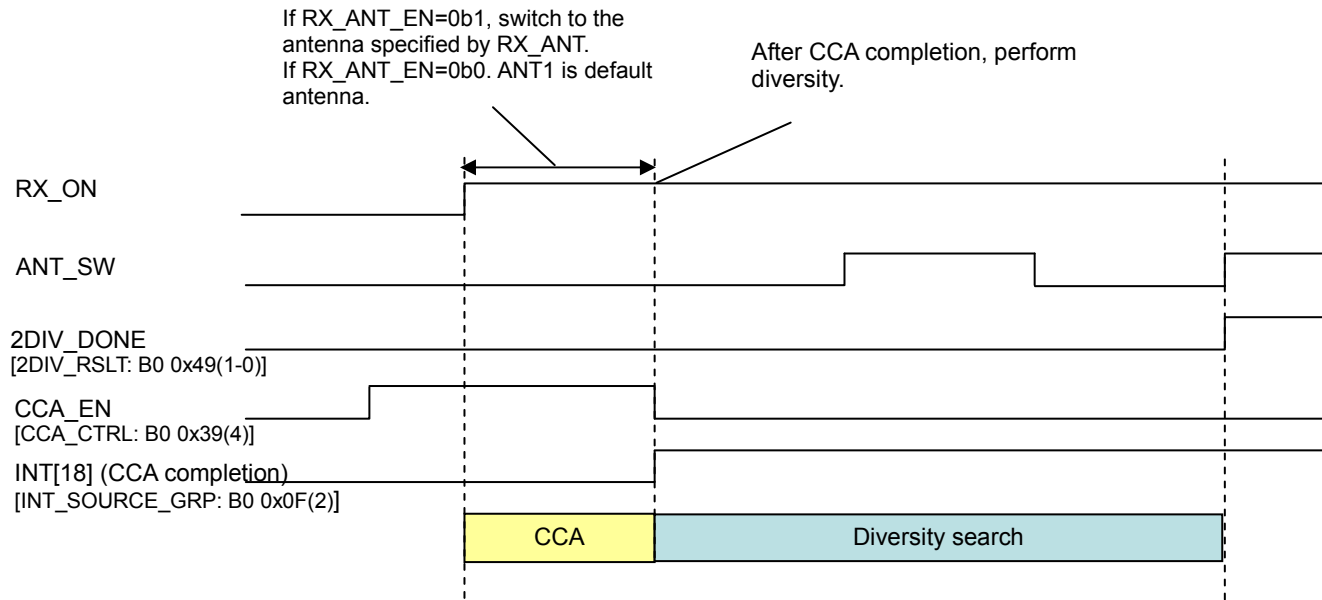 If RX_ANT_EN=0b1, switch to the
antenna specified by RX_ANT.
If RX_ANT_EN=0b0. ANT1 is default
antenna.
After CCA completion, perform
diversity.
RX_ON
ANT_SW
2DIV_DONE
[2DIV_RSLT: B0 0x49(1-0)]
CCA_EN
[CCA_CTRL: B0 0x39(4)]
INT[18] (CCA completion)
[INT_SOURCE_GRP: B0 0x0F(2)]
CCA
Diversity search